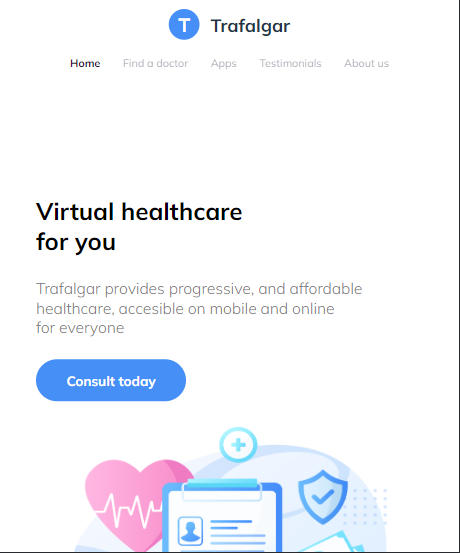 T Trafalgar
Home Find a doctor Apps Testimonials About us
Virtual healthcare
for you
Trafalgar provides progressive, and affordable
healthcare, accesible on mobile and online
for everyone
Consult today